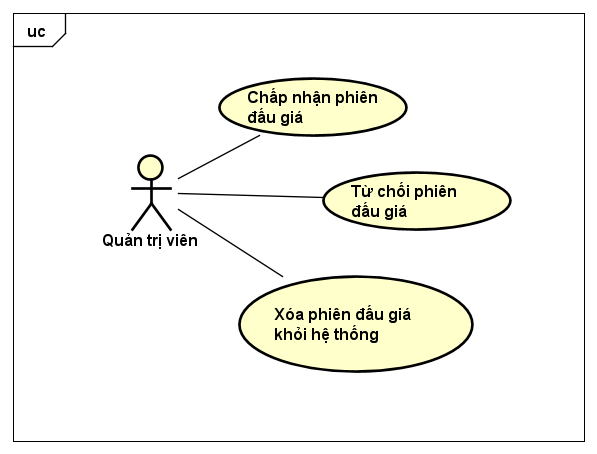 uc
Chấp nhận phiên
đấu giá
Từ chối phiên
đấu giá
Quản trị viên
Xóa phiên đấu giá
khỏi hệ thống